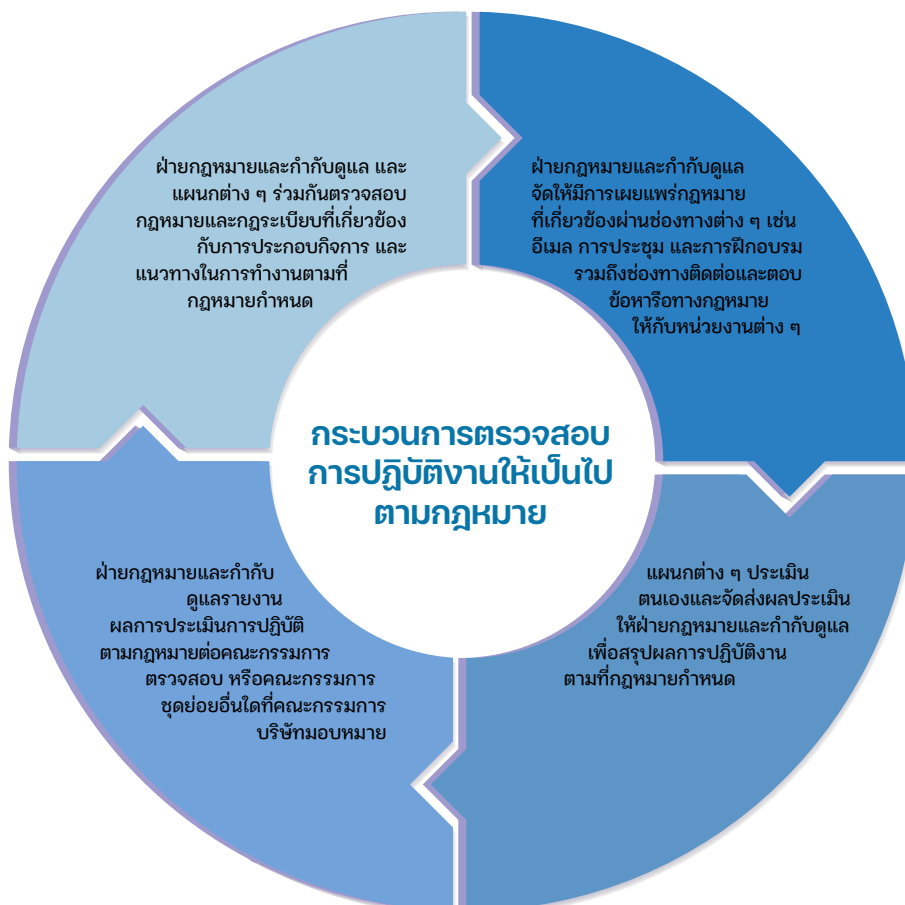 ฝ่ายกฎหมายและกำกับดูแล และ
แผนกต่าง ๆ ร่วมกันตรวจสอบ
กฎหมายและกฎระเบียบที่เกี่ยวข้อง
กับการประกอบกิจการ และ
แนวทางในการทำงานตามที่
กฎหมายกำหนด
ฝ่ายกฎหมายและกำกับดูแล
จัดให้มีการเผยแพร่กฎหมาย
ที่เกี่ยวข้องผ่านช่องทางต่าง ๆ เช่น
อีเมล การประชุม และการฝึกอบรม
รวมถึงช่องทางติดต่อและตอบ
ข้อหารือทางกฎหมาย
ให้กับหน่วยงานต่าง ๆ
กระบวนการตรวจสอบ
การปฏิบัติงานให้เป็นไป
ตามกฎหมาย
แผนกต่าง ๆ ประเมิน
ตนเองและจัดส่งผลประเมิน
ให้ฝ่ายกฎหมายและกำกับดูแล
เพื่อสรุปผลการปฏิบัติงาน
ตามที่กฎหมายกำหนด
ฝ่ายกฎหมายและกำกับ
ดูแลรายงาน
ผลการประเมินการปฏิบัติ
ตามกฎหมายต่อคณะกรรมการ
ตรวจสอบ หรือคณะกรรมการ
ชุดย่อยอื่นใดที่คณะกรรมการ
บริษัทมอบหมาย